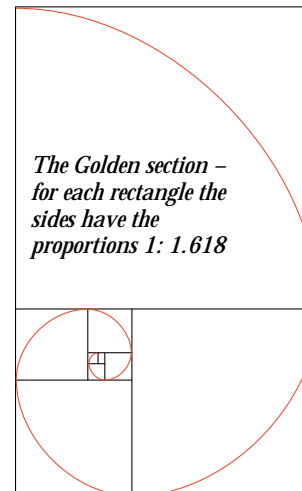 The Golden section –
for each rectangle the
sides have the
proportions 1: 1.618